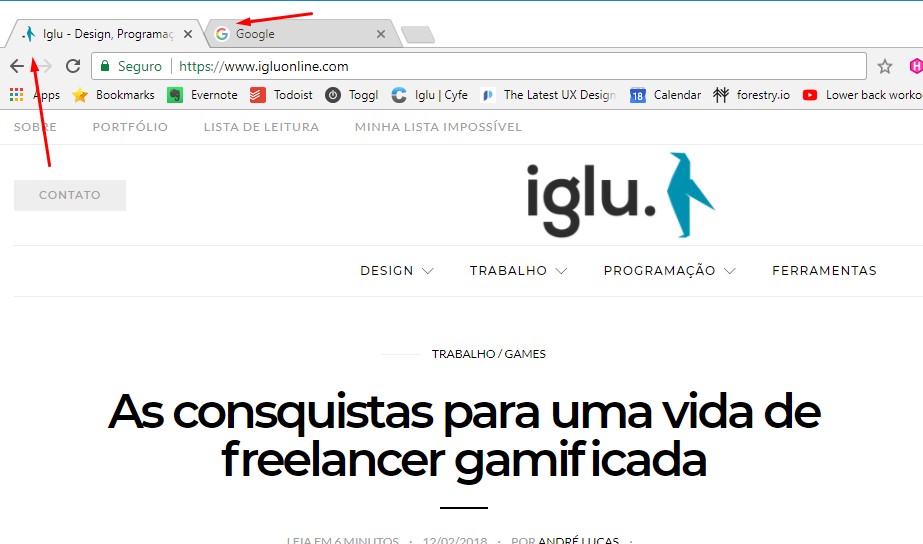 Iglu - Design, Programaç
Google
Seguro https://www.igluonline.com
Apps Bookmarks Evernote Todoist Toggl Iglu | Cyfe The Latest UX Design 18 Calendar forestry.io Lower back worko
SOBRE PORTFÓLIO LISTA DE LEITURA MINHA LISTA IMPOSSÍVEL
CONTATO
iglu.
DESIGN TRABALHO PROGRAMAÇÃO FERRAMENTAS
TRABALHO / GAMES
As consquistas para uma vida de
freelancer gamificada
LEIA EM 6 MINUTOS · 12/02/2018 · POR ANDRÉ LUCAS ·